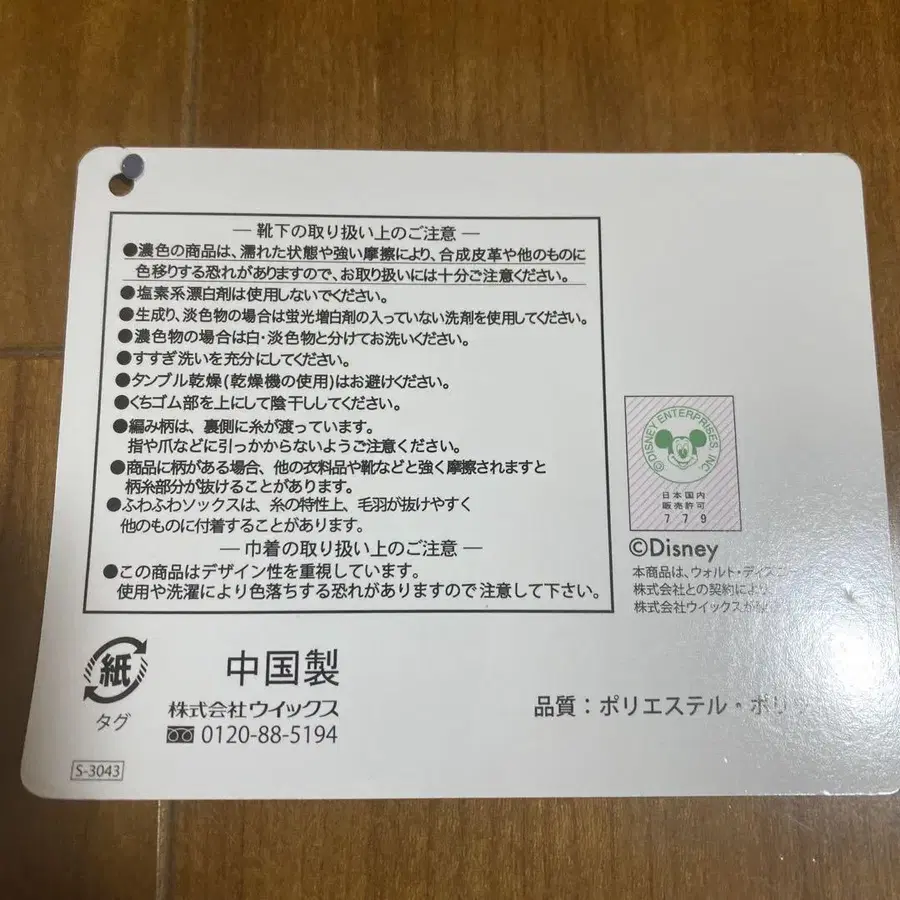 ― 靴下の取り扱い上のご注意 ―
●濃色の商品は、濡れた状態や強い摩擦により、合成皮革や他のものに
色移りする恐れがありますので、お取り扱いには十分ご注意ください。
●塩素系漂白剤は使用しないでください。
●生成り、淡色物の場合は蛍光増白剤の入っていない洗剤を使用してください。
●濃色物の場合は白・淡色物と分けてお洗いください。
●すすぎ洗いを充分にしてください。
●タンブル乾燥(乾燥機の使用)はお避けください。
●くちゴム部を上にして陰干ししてください。
●編み柄は、裏側に糸が渡っています。
指や爪などに引っかからないようご注意ください。
●商品に柄がある場合、他の衣料品や靴などと強く摩擦されますと
柄糸部分が抜けることがあります。
●ふわふわソックスは、糸の特性上、毛羽が抜けやすく
他のものに付着することがあります。
― 巾着の取り扱い上のご注意 ―
●この商品はデザイン性を重視しています。
使用や洗濯により色落ちする恐れがありますので注意して下さい。
©DISNEY ENTERPRISES, INC.
日本国内
販売許可
779
©Disney
本商品は、ウォルト・ディズニ
株式会社との契約により
株式会社ウイックスが
紙
タグ
中国製
株式会社ウイックス
0120-88-5194
品質:ポリエステル・ポリ
S-3043